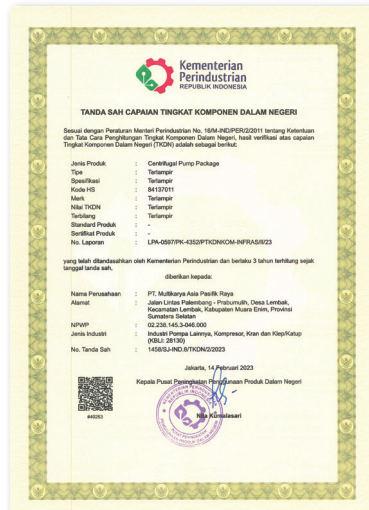 Kementerian
Perindustrian
REPUBLIK INDONESIA
TANDA SAH CAPAIAN TINGKAT KOMPONEN DALAM NEGERI
Sesuai dengan Peraturan Menteri Perindustrian No. 16/M-IND/PER/2/2011 tentang Ketentuan
dan Tata Cara Penghitungan Tingkat Komponen Dalam Negeri, hasil verifikasi atas capaian
Tingkat Komponen Dalam Negeri (TKDN) adalah sebagai berikut:
Jenis Produk : Centrifugal Pump Package
Tipe : Terlampir
Spesifikasi : Terlampir
Kode HS : 84137011
Merk : Terlampir
Nilai TKDN : Terlampir
Terbilang : Terlampir
Standard Produk : -
Sertifikat Produk : -
No. Laporan : LPA-0597/PK-4352/PTKDNKOM-INFRAS/II/23
yang telah ditandasahkan oleh Kementerian Perindustrian dan berlaku 3 tahun terhitung sejak
tanggal tanda sah,
diberikan kepada:
Nama Perusahaan : PT. Multikarya Asia Pasifik Raya
Alamat : Jalan Lintas Palembang - Prabumulih, Desa Lembak,
Kecamatan Lembak, Kabupaten Muara Enim, Provinsi
Sumatera Selatan
NPWP : 02.238.145.3-046.000
Jenis Industri : Industri Pompa Lainnya, Kompresor, Kran dan Klep/Katup
(KBLI: 28130)
No. Tanda Sah : 1458/SJ-IND.8/TKDN/2/2023
Jakarta, 14 Februari 2023
Kepala Pusat Peningkatan Penggunaan Produk Dalam Negeri
#40253
Nila Kumalasari